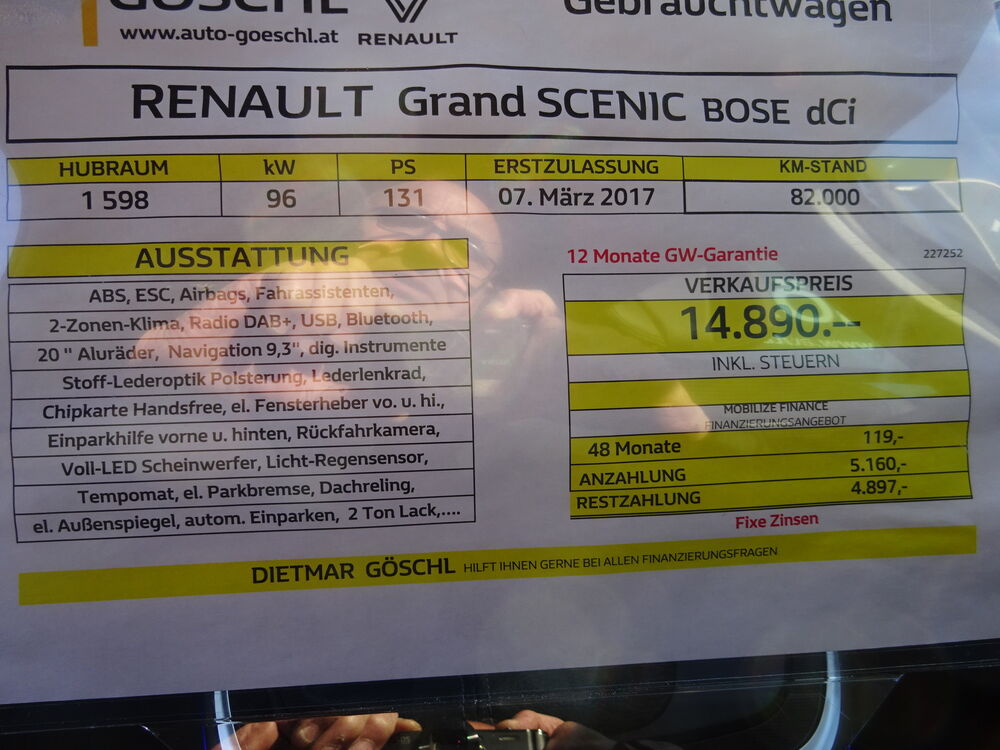 GÖSCHL
www.auto-goeschl.at RENAULT
Gebrauchtwagen
RENAULT Grand SCENIC BOSE dCi
HUBRAUM kW PS ERSTZULASSUNG KM-STAND
1 598 96 131 07. März 2017 82.000
AUSSTATTUNG
ABS, ESC, Airbags, Fahrassistenten,
2-Zonen-Klima, Radio DAB+, USB, Bluetooth,
20 " Aluräder, Navigation 9,3", dig. Instrumente
Stoff-Lederoptik Polsterung, Lederlenkrad,
Chipkarte Handsfree, el. Fensterheber vo. u. hi.,
Einparkhilfe vorne u. hinten, Rückfahrkamera,
Voll-LED Scheinwerfer, Licht-Regensensor,
Tempomat, el. Parkbremse, Dachreling,
el. Außenspiegel, autom. Einparken, 2 Ton Lack,....
12 Monate GW-Garantie 227252
VERKAUFSPREIS
14.890.--
INKL. STEUERN
MOBILIZE FINANCE
FINANZIERUNGSANGEBOT
48 Monate 119,-
ANZAHLUNG 5.160,-
RESTZAHLUNG 4.897,-
Fixe Zinsen
DIETMAR GÖSCHL HILFT IHNEN GERNE BEI ALLEN FINANZIERUNGSFRAGEN